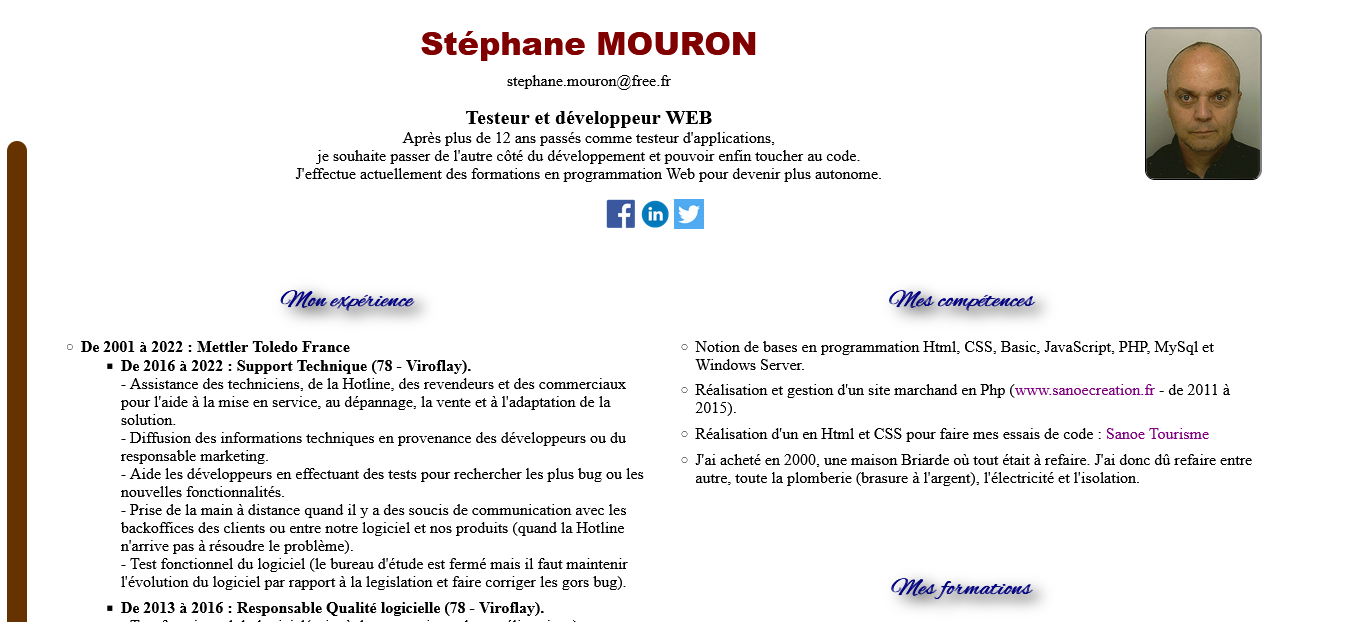 Stéphane MOURON
stephane.mouron@free.fr
Testeur et développeur WEB
Après plus de 12 ans passés comme testeur d'applications,
je souhaite passer de l'autre côté du développement et pouvoir enfin toucher au code.
J'effectue actuellement des formations en programmation Web pour devenir plus autonome.
Mon expérience
De 2001 à 2022 : Mettler Toledo France
De 2016 à 2022 : Support Technique (78 - Viroflay).
- Assistance des techniciens, de la Hotline, des revendeurs et des commerciaux
pour l'aide à la mise en service, au dépannage, la vente et à l'adaptation de la
solution.
- Diffusion des informations techniques en provenance des développeurs ou du
responsable marketing.
- Aide les développeurs en effectuant des tests pour rechercher les plus bug ou les
nouvelles fonctionnalités.
- Prise de la main à distance quand il y a des soucis de communication avec les
backoffices des clients ou entre notre logiciel et nos produits (quand la Hotline
n'arrive pas à résoudre le problème).
- Test fonctionnel du logiciel (le bureau d'étude est fermé mais il faut maintenir
l'évolution du logiciel par rapport à la legislation et faire corriger les gors bug).
De 2013 à 2016 : Responsable Qualité logicielle (78 - Viroflay).
Mes compétences
Notion de bases en programmation Html, CSS, Basic, JavaScript, PHP, MySql et
Windows Server.
Réalisation et gestion d'un site marchand en Php (www.sanoecreation.fr - de 2011 à
2015).
Réalisation d'un en Html et CSS pour faire mes essais de code : Sanoe Tourisme
J'ai acheté en 2000, une maison Briarde où tout était à refaire. J'ai donc dû refaire entre
autre, toute la plomberie (brasure à l'argent), l'électricité et l'isolation.
Mes formations